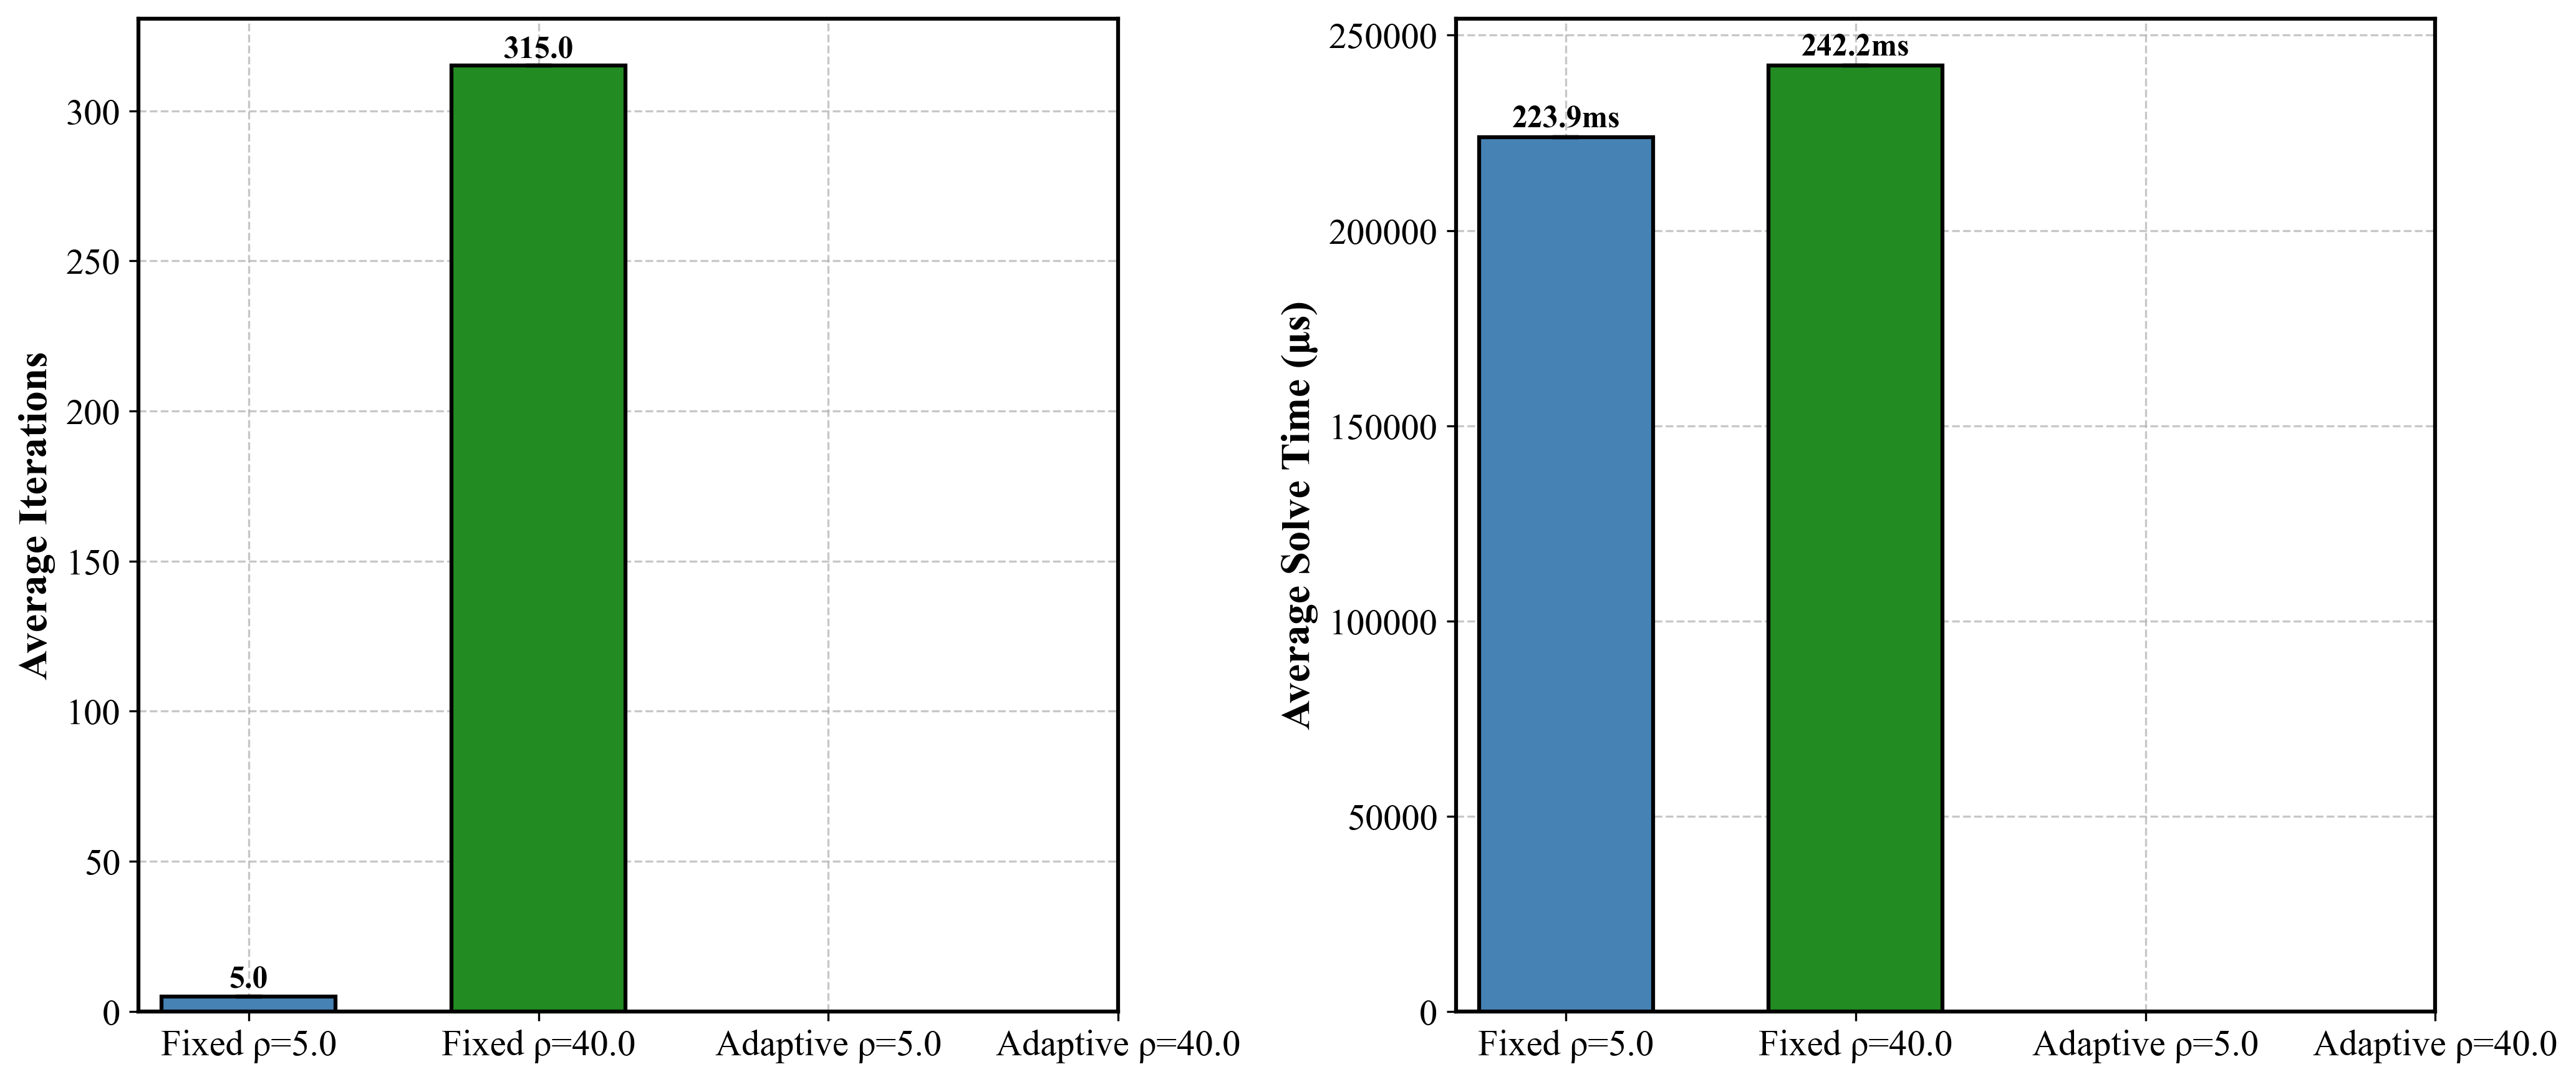 Average Iterations
300
250
200
150
100
50
0
315.0
5.0
Fixed ρ=5.0
Fixed ρ=40.0
Adaptive ρ=5.0
Adaptive ρ=40.0
Average Solve Time (μs)
250000
200000
150000
100000
50000
0
242.2ms
223.9ms
Fixed ρ=5.0
Fixed ρ=40.0
Adaptive ρ=5.0
Adaptive ρ=40.0